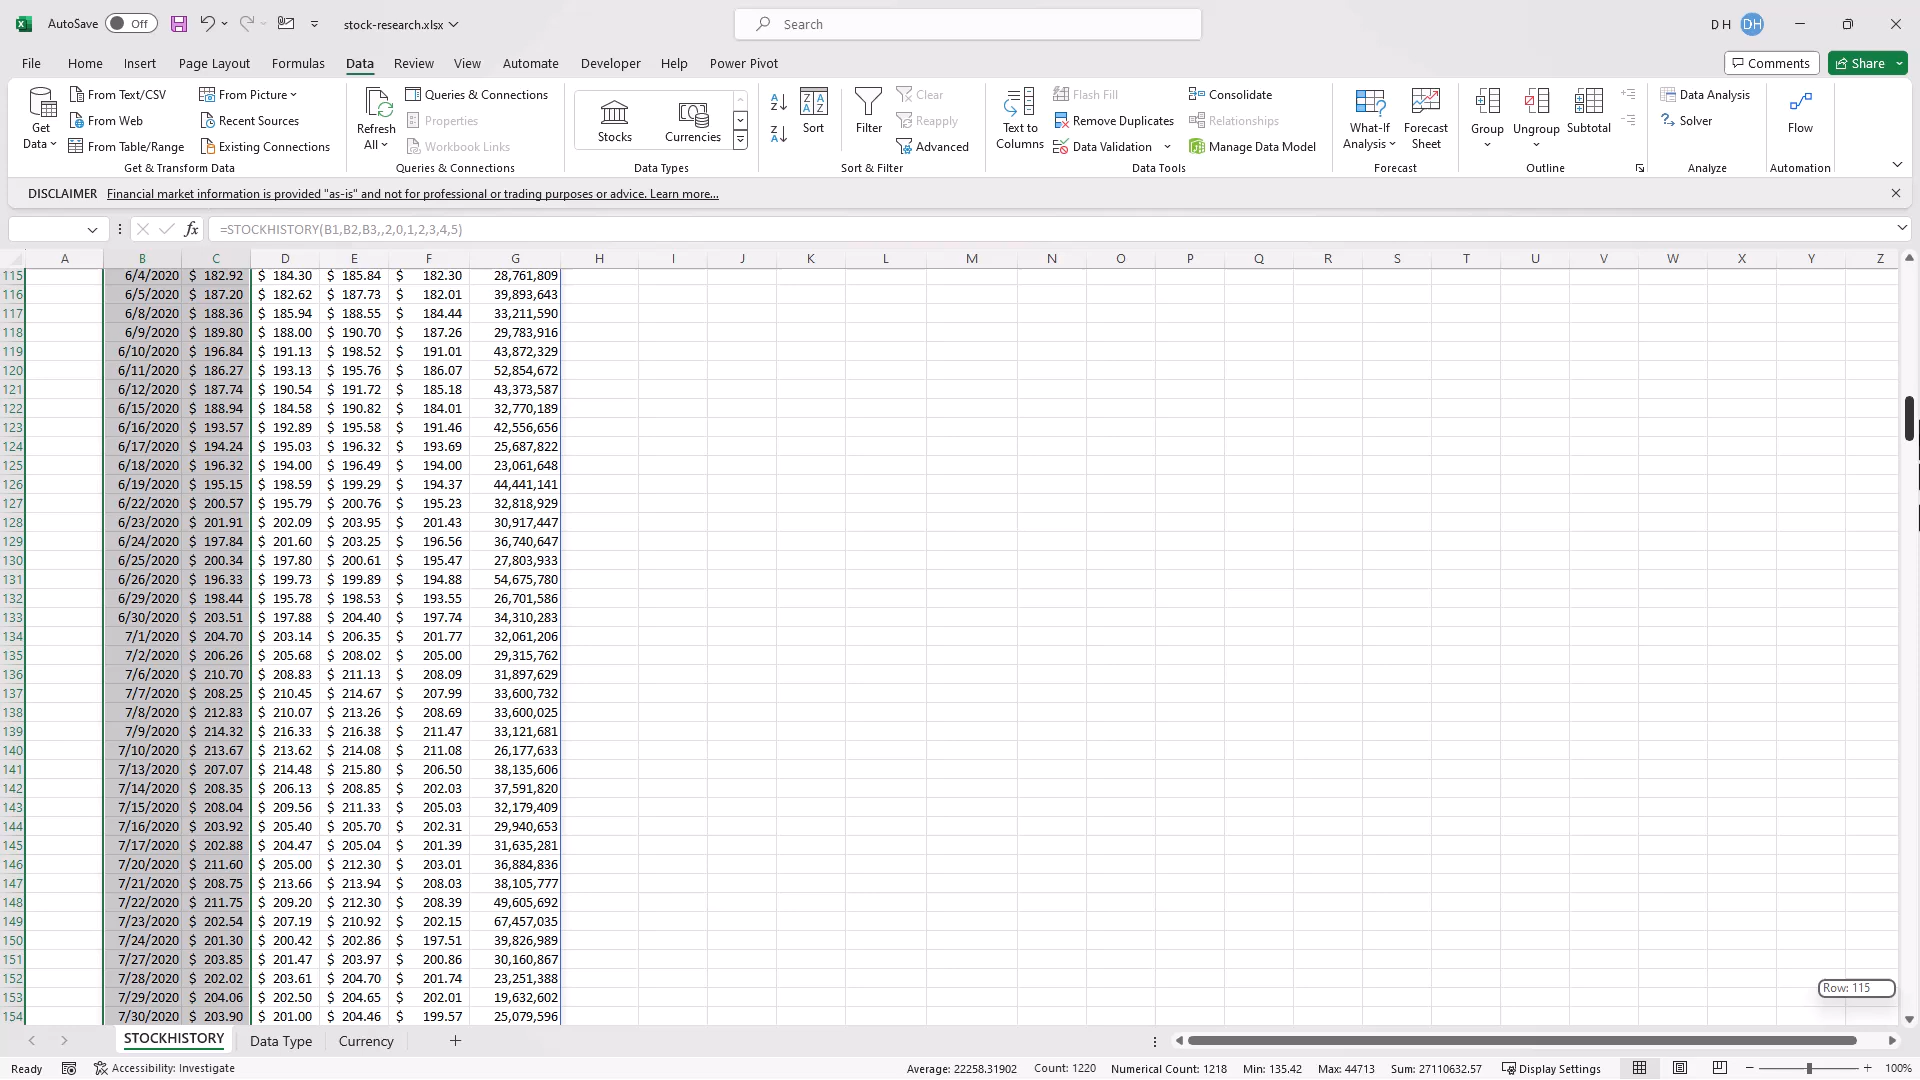 AutoSave Off stock-research.xlsx Search D H DH
File Home Insert Page Layout Formulas Data Review View Automate Developer Help Power Pivot Comments Share
Get Data From Text/CSV From Web From Table/Range From Picture Recent Sources Existing Connections
Refresh All Queries & Connections Properties Workbook Links
Stocks Currencies
A Z Z A Z A A Z Sort Filter Clear Reapply Advanced
Text to Columns Flash Fill Remove Duplicates Data Validation Consolidate Relationships Manage Data Model
What-If Analysis Forecast Sheet Group Ungroup Subtotal Data Analysis Solver Flow
Get & Transform Data Queries & Connections Data Types Sort & Filter Data Tools Forecast Outline Analyze Automation
DISCLAIMER Financial market information is provided "as-is" and not for professional or trading purposes or advice. Learn more...
fx =STOCKHISTORY(B1,B2,B3,,2,0,1,2,3,4,5)
A B C D E F G H I J K L M N O P Q R S T U V W X Y Z
115 6/4/2020 $ 182.92 $ 184.30 $ 185.84 $ 182.30 28,761,809
116 6/5/2020 $ 187.20 $ 182.62 $ 187.73 $ 182.01 39,893,643
117 6/8/2020 $ 188.36 $ 185.94 $ 188.55 $ 184.44 33,211,590
118 6/9/2020 $ 189.80 $ 188.00 $ 190.70 $ 187.26 29,783,916
119 6/10/2020 $ 196.84 $ 191.13 $ 198.52 $ 191.01 43,872,329
120 6/11/2020 $ 186.27 $ 193.13 $ 195.76 $ 186.07 52,854,672
121 6/12/2020 $ 187.74 $ 190.54 $ 191.72 $ 185.18 43,373,587
122 6/15/2020 $ 188.94 $ 184.58 $ 190.82 $ 184.01 32,770,189
123 6/16/2020 $ 193.57 $ 192.89 $ 195.58 $ 191.46 42,556,656
124 6/17/2020 $ 194.24 $ 195.03 $ 196.32 $ 193.69 25,687,822
125 6/18/2020 $ 196.32 $ 194.00 $ 196.49 $ 194.00 23,061,648
126 6/19/2020 $ 195.15 $ 198.59 $ 199.29 $ 194.37 44,441,141
127 6/22/2020 $ 200.57 $ 195.79 $ 200.76 $ 195.23 32,818,929
128 6/23/2020 $ 201.91 $ 202.09 $ 203.95 $ 201.43 30,917,447
129 6/24/2020 $ 197.84 $ 201.60 $ 203.25 $ 196.56 36,740,647
130 6/25/2020 $ 200.34 $ 197.80 $ 200.61 $ 195.47 27,803,933
131 6/26/2020 $ 196.33 $ 199.73 $ 199.89 $ 194.88 54,675,780
132 6/29/2020 $ 198.44 $ 195.78 $ 198.53 $ 193.55 26,701,586
133 6/30/2020 $ 203.51 $ 197.88 $ 204.40 $ 197.74 34,310,283
134 7/1/2020 $ 204.70 $ 203.14 $ 206.35 $ 201.77 32,061,206
135 7/2/2020 $ 206.26 $ 205.68 $ 208.02 $ 205.00 29,315,762
136 7/6/2020 $ 210.70 $ 208.83 $ 211.13 $ 208.09 31,897,629
137 7/7/2020 $ 208.25 $ 210.45 $ 214.67 $ 207.99 33,600,732
138 7/8/2020 $ 212.83 $ 210.07 $ 213.26 $ 208.69 33,600,025
139 7/9/2020 $ 214.32 $ 216.33 $ 216.38 $ 211.47 33,121,681
140 7/10/2020 $ 213.67 $ 213.62 $ 214.08 $ 211.08 26,177,633
141 7/13/2020 $ 207.07 $ 214.48 $ 215.80 $ 206.50 38,135,606
142 7/14/2020 $ 208.35 $ 206.13 $ 208.85 $ 202.03 37,591,820
143 7/15/2020 $ 208.04 $ 209.56 $ 211.33 $ 205.03 32,179,409
144 7/16/2020 $ 203.92 $ 205.40 $ 205.70 $ 202.31 29,940,653
145 7/17/2020 $ 202.88 $ 204.47 $ 205.04 $ 201.39 31,635,281
146 7/20/2020 $ 211.60 $ 205.00 $ 212.30 $ 203.01 36,884,836
147 7/21/2020 $ 208.75 $ 213.66 $ 213.94 $ 208.03 38,105,777
148 7/22/2020 $ 211.75 $ 209.20 $ 212.30 $ 208.39 49,605,692
149 7/23/2020 $ 202.54 $ 207.19 $ 210.92 $ 202.15 67,457,035
150 7/24/2020 $ 201.30 $ 200.42 $ 202.86 $ 197.51 39,826,989
151 7/27/2020 $ 203.85 $ 201.47 $ 203.97 $ 200.86 30,160,867
152 7/28/2020 $ 202.02 $ 203.61 $ 204.70 $ 201.74 23,251,388
153 7/29/2020 $ 204.06 $ 202.50 $ 204.65 $ 202.01 19,632,602
154 7/30/2020 $ 203.90 $ 201.00 $ 204.46 $ 199.57 25,079,596
Row: 115
STOCKHISTORY Data Type Currency
Ready Accessibility: Investigate Average: 22258.31902 Count: 1220 Numerical Count: 1218 Min: 135.42 Max: 44713 Sum: 27110632.57 Display Settings 100%